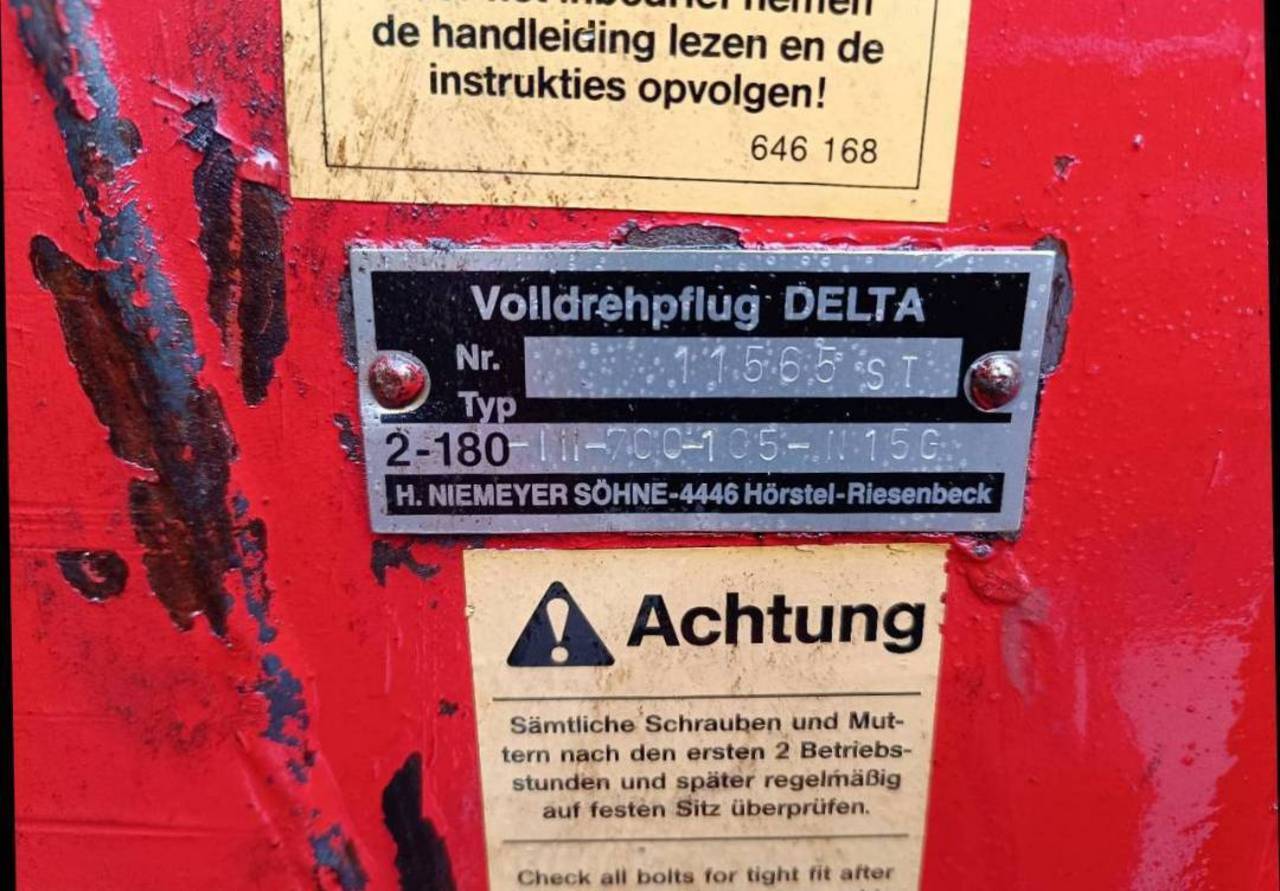 de handleiding lezen en de
instrukties opvolgen!
646 168
Volldrehpflug DELTA
Nr. 11565 ST
Typ
2-180-III-700-105-N15G
H. NIEMEYER SÖHNE-4446 Hörstel-Riesenbeck
Achtung
Sämtliche Schrauben und Mut-
tern nach den ersten 2 Betriebs-
stunden und später regelmäßig
auf festen Sitz überprüfen.
Check all bolts for tight fit after